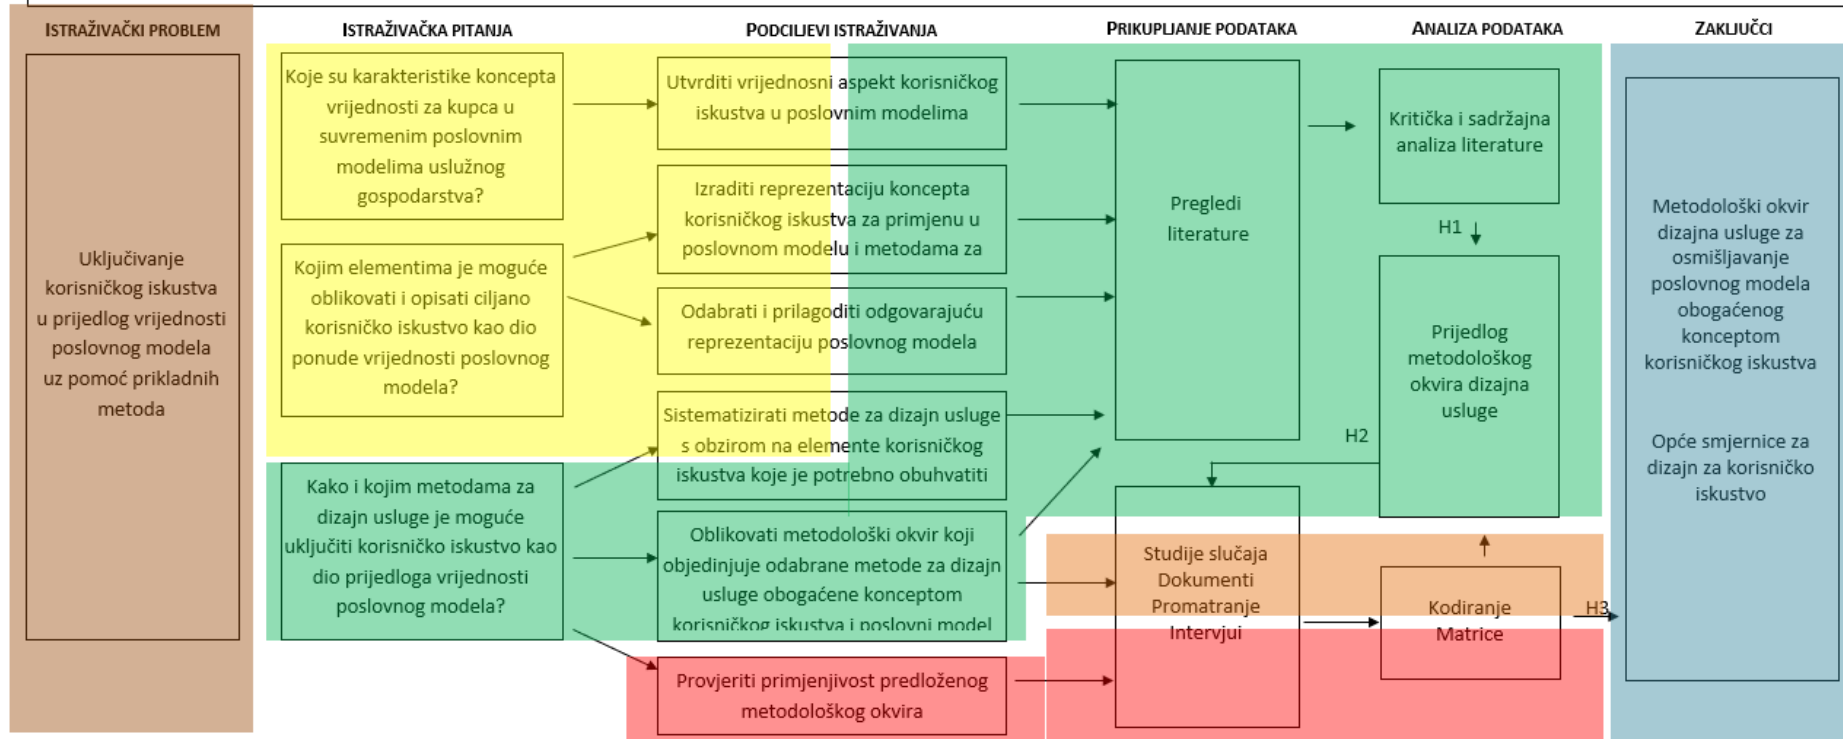 ISTRAŽIVAČKI PROBLEM
Uključivanje
korisničkog iskustva
u prijedlog vrijednosti
poslovnog modela
uz pomoć prikladnih
metoda
ISTRAŽIVAČKA PITANJA
Koje su karakteristike koncepta
vrijednosti za kupca u
suvremenim poslovnim
modelima uslužnog
gospodarstva?
Kojim elementima je moguće
oblikovati i opisati ciljano
korisničko iskustvo kao dio
ponude vrijednosti poslovnog
modela?
Kako i kojim metodama za
dizajn usluge je moguće
uključiti korisničko iskustvo kao
dio prijedloga vrijednosti
poslovnog modela?
PODCILJEVI ISTRAŽIVANJA
Utvrditi vrijednosni aspekt korisničkog
iskustva u poslovnim modelima
Izraditi reprezentaciju koncepta
korisničkog iskustva za primjenu u
poslovnom modelu i metodama za
Odabrati i prilagoditi odgovarajuću
reprezentaciju poslovnog modela
Sistematizirati metode za dizajn usluge
s obzirom na elemente korisničkog
iskustva koje je potrebno obuhvatiti
Oblikovati metodološki okvir koji
objedinjuje odabrane metode za dizajn
usluge obogaćene konceptom
korisničkog iskustva i poslovni model
Provjeriti primjenjivost predloženog
metodološkog okvira
PRIKUPLJANJE PODATAKA
Pregledi
literature
Studije slučaja
Dokumenti
Promatranje
Intervjui
ANALIZA PODATAKA
Kritička i sadržajna
analiza literature
H1
Prijedlog
metodološkog
okvira dizajna
usluge
H2
Kodiranje
Matrice
H3
ZAKLJUČCI
Metodološki okvir
dizajna usluge za
osmišljavanje
poslovnog modela
obogaćenog
konceptom
korisničkog iskustva
Opće smjernice za
dizajn za korisničko
iskustvo